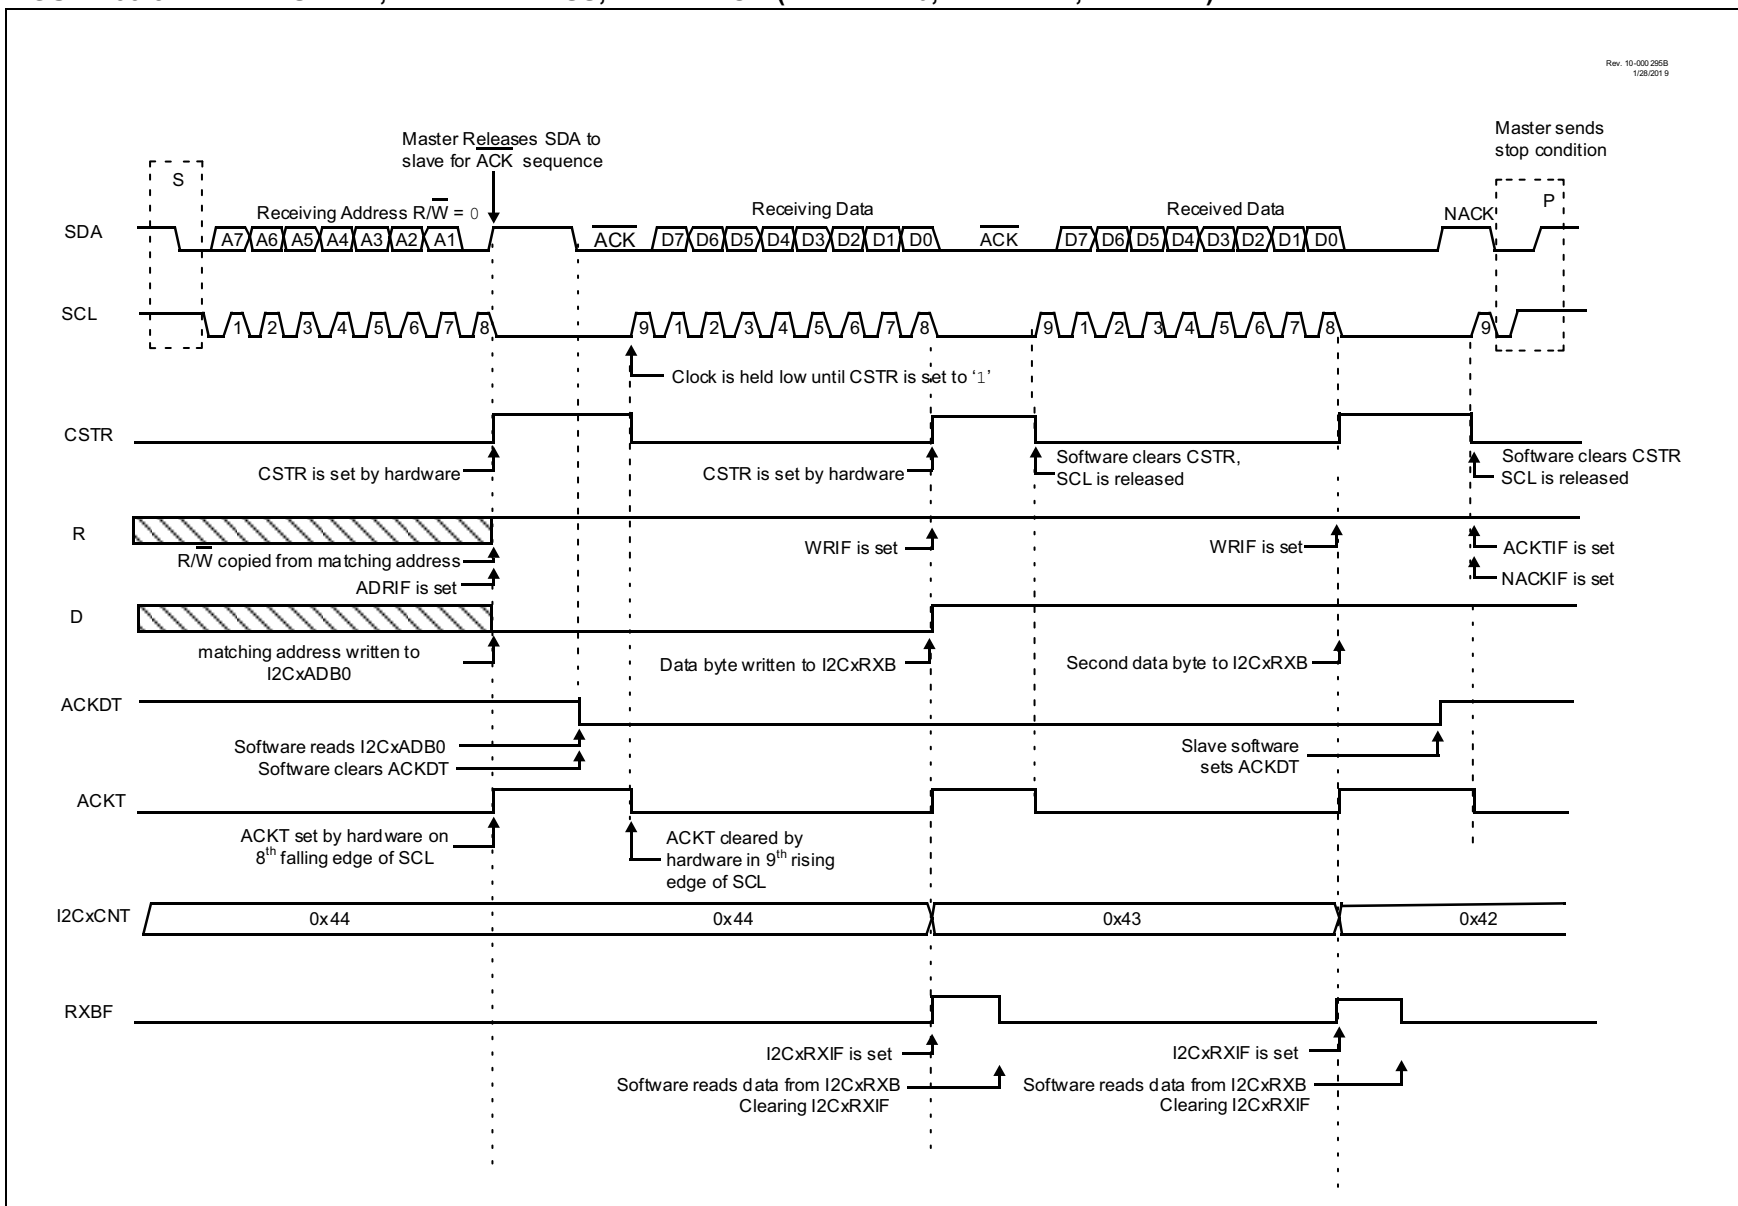 Rev. 10-000 295B
1/28/201 9
Master Releases SDA to
slave for ACK sequence
Master sends
stop condition
S
P
SDA
Receiving Address R/W = 0
Receiving Data
Received Data
NACK
A7 A6 A5 A4 A3 A2 A1
ACK
D7 D6 D5 D4 D3 D2 D1 D0
ACK
D7 D6 D5 D4 D3 D2 D1 D0
SCL
1 2 3 4 5 6 7 8
9 1 2 3 4 5 6 7 8
9 1 2 3 4 5 6 7 8
9
Clock is held low until CSTR is set to ‘1’
CSTR
CSTR is set by hardware
CSTR is set by hardware
Software clears CSTR,
SCL is released
Software clears CSTR
SCL is released
R
R/W copied from matching address
ADRIF is set
WRIF is set
WRIF is set
ACKTIF is set
NACKIF is set
D
matching address written to
I2CxADB0
Data byte written to I2CxRXB
Second data byte to I2CxRXB
ACKDT
Software reads I2CxADB0
Software clears ACKDT
Slave software
sets ACKDT
ACKT
ACKT set by hardware on
8th falling edge of SCL
ACKT cleared by
hardware in 9th rising
edge of SCL
I2CxCNT
0x44
0x44
0x43
0x42
RXBF
I2CxRXIF is set
Software reads data from I2CxRXB
Clearing I2CxRXIF
I2CxRXIF is set
Software reads data from I2CxRXB
Clearing I2CxRXIF